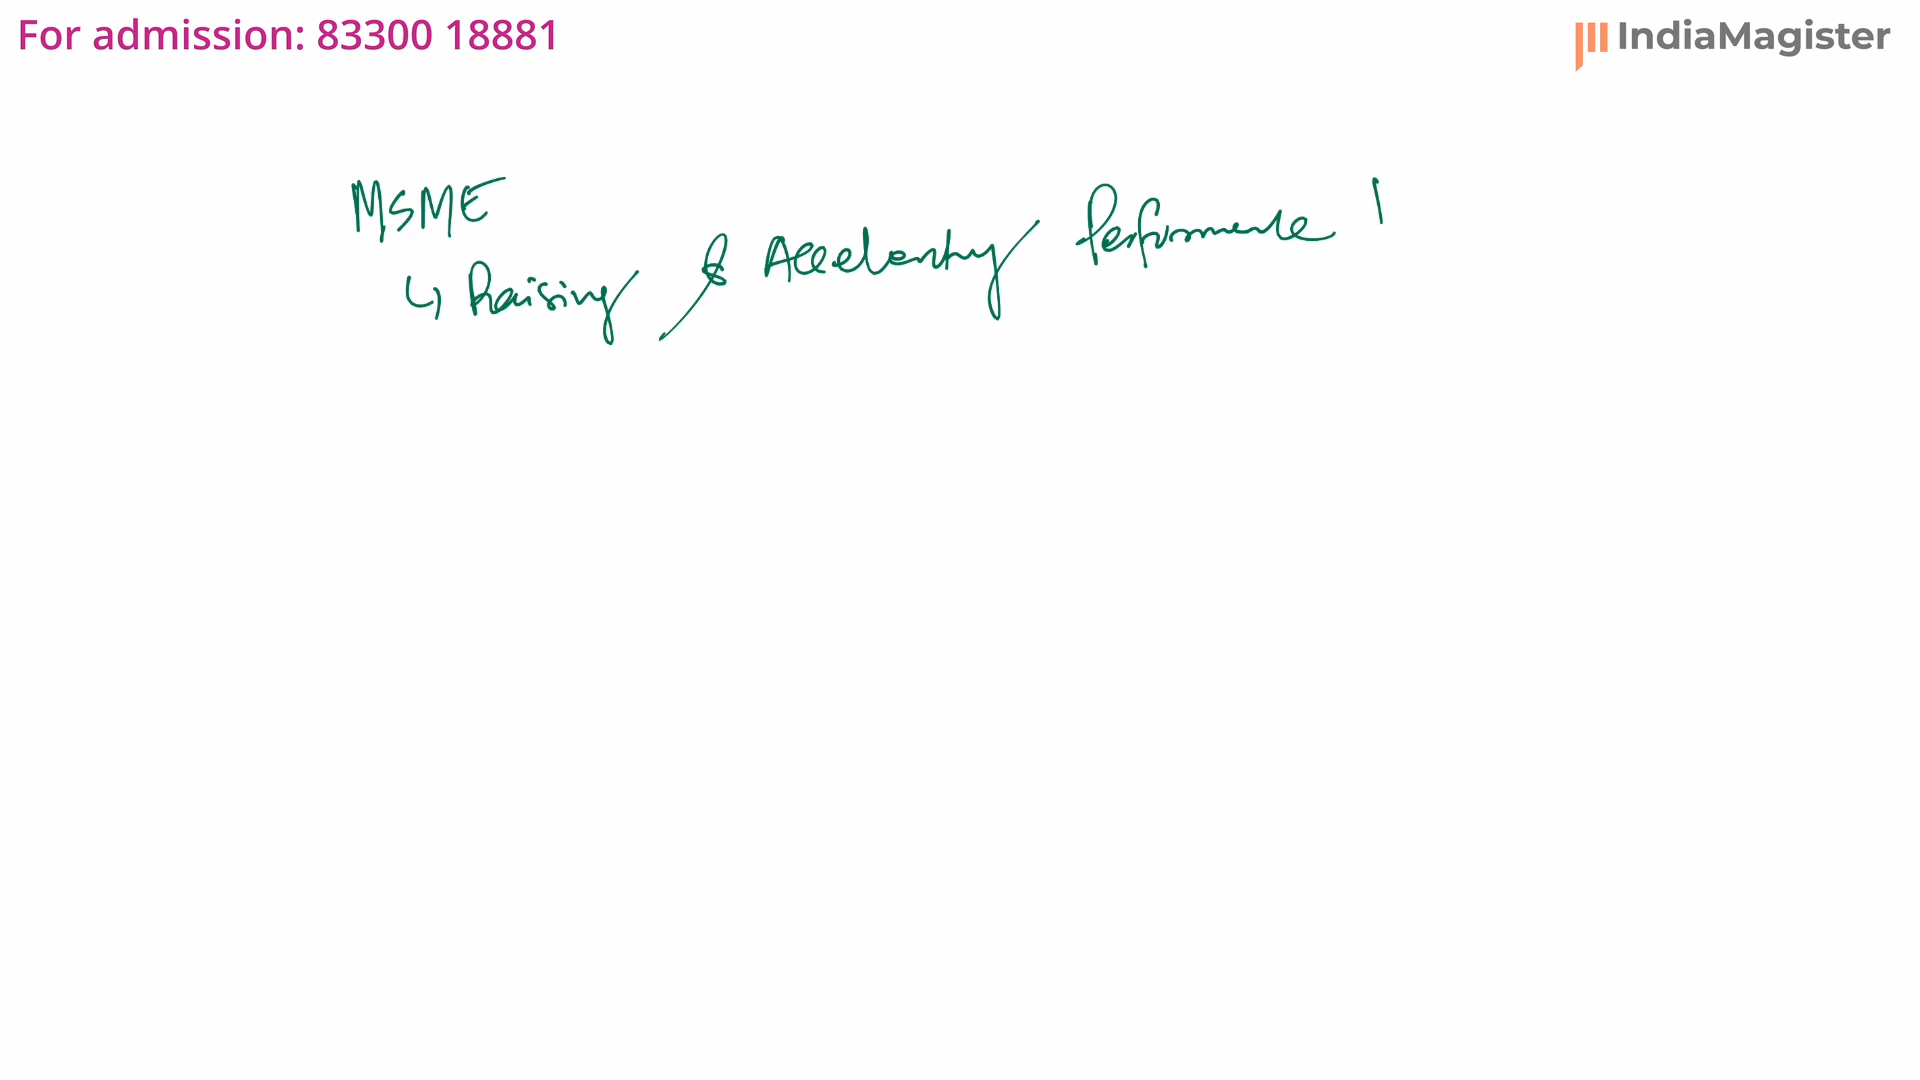 For admission: 83300 18881
IndiaMagister
MSME
↳ Raising & Accelerating Performance